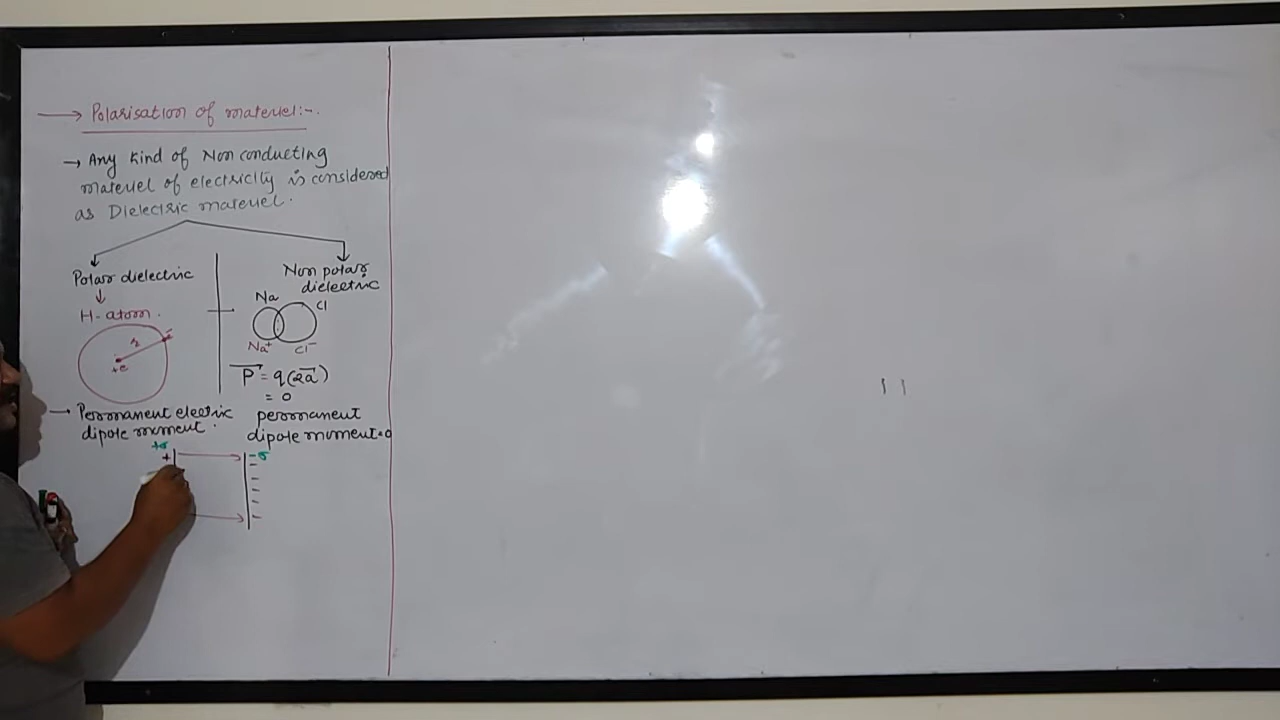 → Polarisation of materiel:-.
→ Any kind of Non conducting
materiel of electricity is considered
as Dielectric materiel.
Polar dielectric
↓
H-atom.
r
e⁻
+e
→ Permanent electric
dipole moment.
Non polar
dielectric
Na Cl
Na⁺ Cl⁻
P⃗ = q(2a⃗)
= 0
permanent
dipole moment=0
+σ -σ
+ -
-
-
-
-